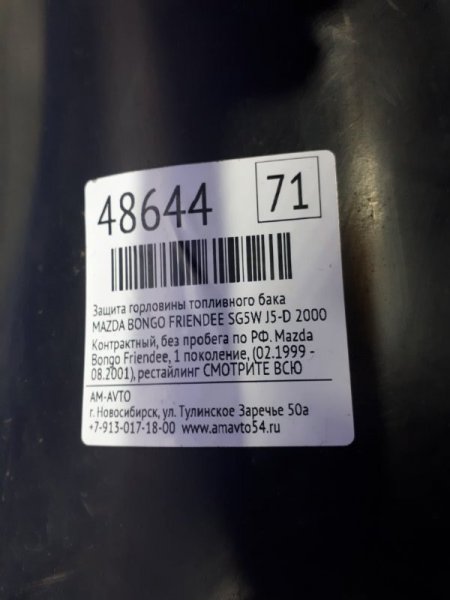 48644 71
Защита горловины топливного бака
MAZDA BONGO FRIENDEE SG5W J5-D 2000
Контрактный, без пробега по РФ. Mazda
Bongo Friendee, 1 поколение, (02.1999 -
08.2001), рестайлинг СМОТРИТЕ ВСЮ
АМ-АVТО
г. Новосибирск, ул. Тулинское Заречье 50а
+7-913-017-18-00 www.amavto54.ru